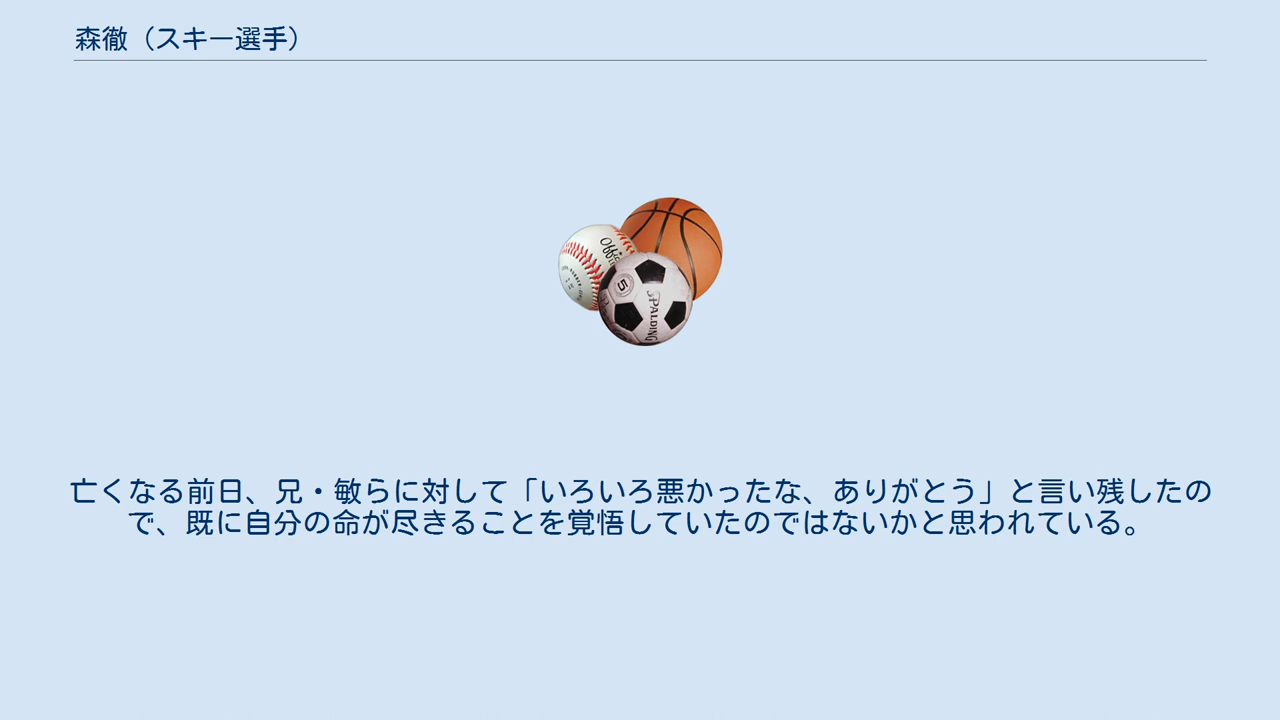 森徹（スキー選手）
Offic
5
SPALDING
亡くなる前日、兄・敏らに対して「いろいろ悪かったな、ありがとう」と言い残したの
で、既に自分の命が尽きることを覚悟していたのではないかと思われている。